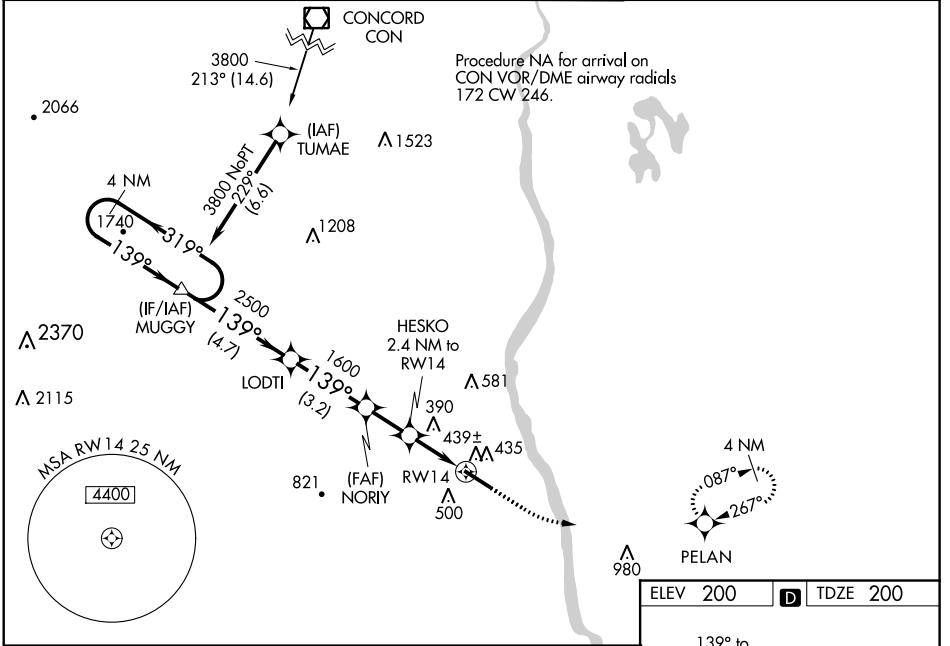 CONCORD
CON
3800
213° (14.6)
Procedure NA for arrival on
CON VOR/DME airway radials
172 CW 246.
2066
(IAF)
TUMAE
1523
3800 NoPT
229°
(6.6)
4 NM
1740
319°
139°
1208
(IF/IAF)
MUGGY
2500
139°
(4.7)
HESKO
2.4 NM to
RW14
2370
LODTI
1600
139°
(3.2)
581
2115
390
439±
435
MSA RW14 25 NM
4400
821
(FAF)
NORIY
RW14
500
4 NM
087°
267°
PELAN
980
ELEV 200
D
TDZE 200
139° to